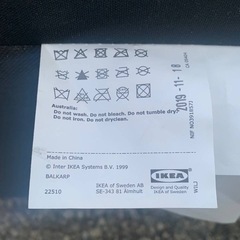 Australia:
Do not wash. Do not bleach. Do not tumble dry.
Do not iron. Do not dryclean.
Made in China
© Inter IKEA Systems B.V. 1999
BALKARP
22510
IKEA of Sweden AB
SE-343 81 Älmhult
IKEA
Design and Quality
IKEA of Sweden
2019-11-18